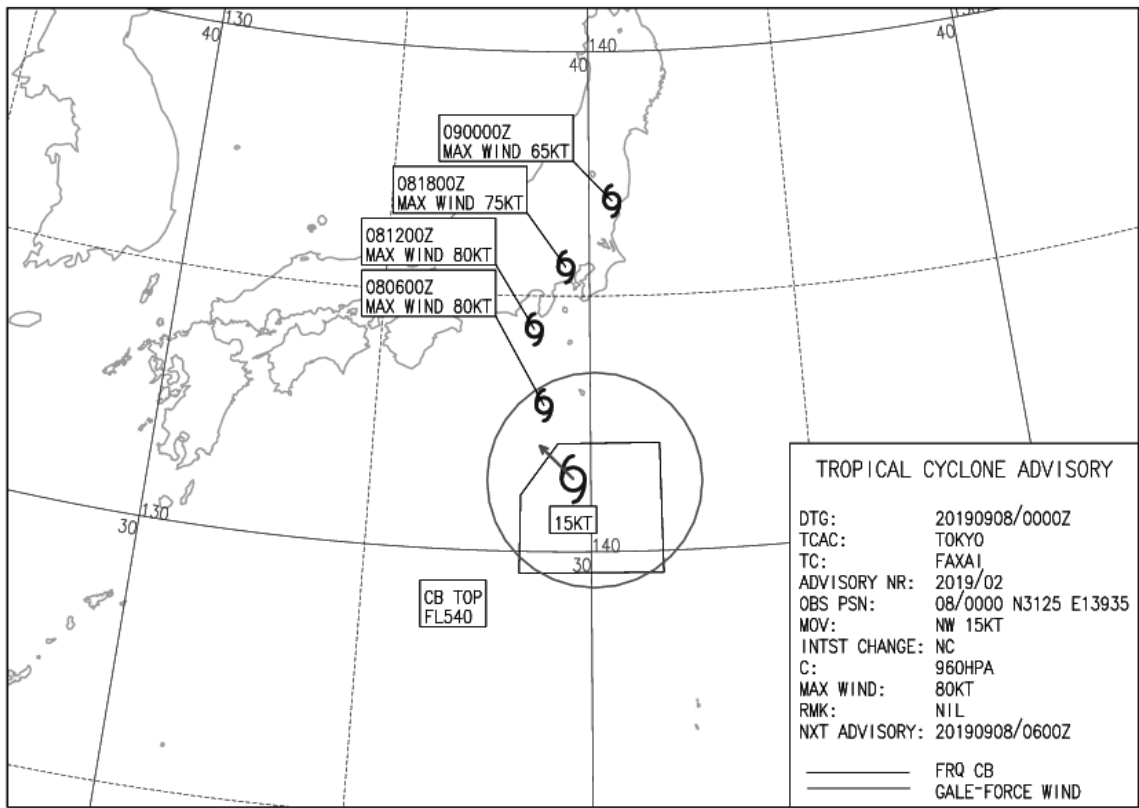 130
40
140
40
40
090000Z
MAX WIND 65KT
081800Z
MAX WIND 75KT
081200Z
MAX WIND 80KT
080600Z
MAX WIND 80KT
15KT
130
30
140
30
CB TOP
FL540
TROPICAL CYCLONE ADVISORY
DTG: 20190908/0000Z
TCAC: TOKYO
TC: FAXAI
ADVISORY NR: 2019/02
OBS PSN: 08/0000 N3125 E13935
MOV: NW 15KT
INTST CHANGE: NC
C: 960HPA
MAX WIND: 80KT
RMK: NIL
NXT ADVISORY: 20190908/0600Z
FRQ CB
GALE-FORCE WIND